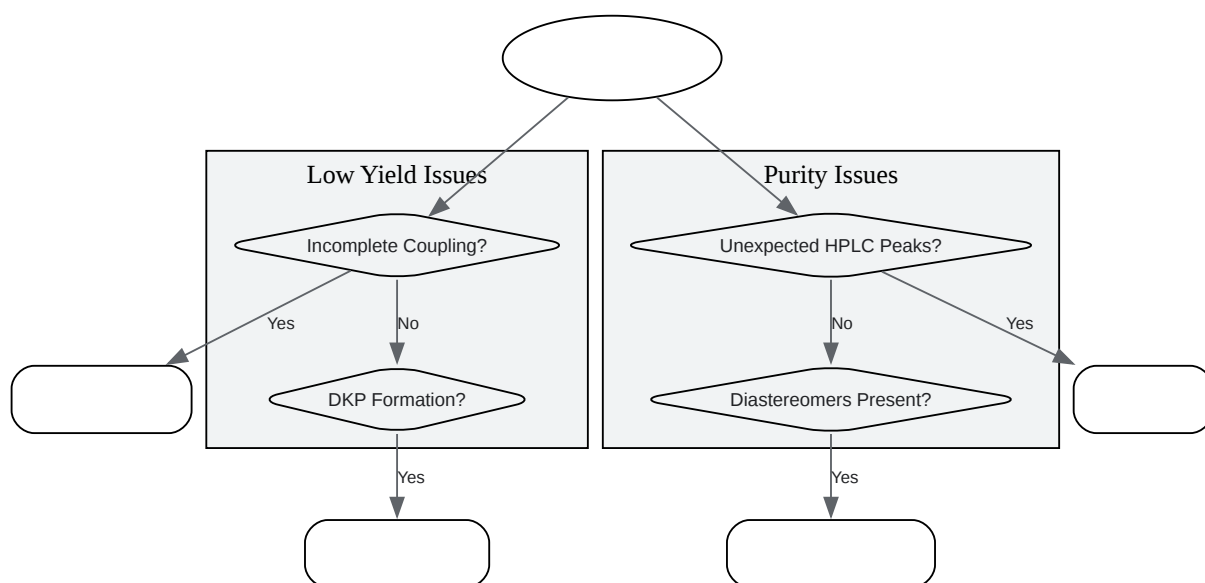 Low Yield Issues
Purity Issues
Incomplete Coupling?
Unexpected HPLC Peaks?
Yes
No
No
Yes
DKP Formation?
Diastereomers Present?
Yes
Yes